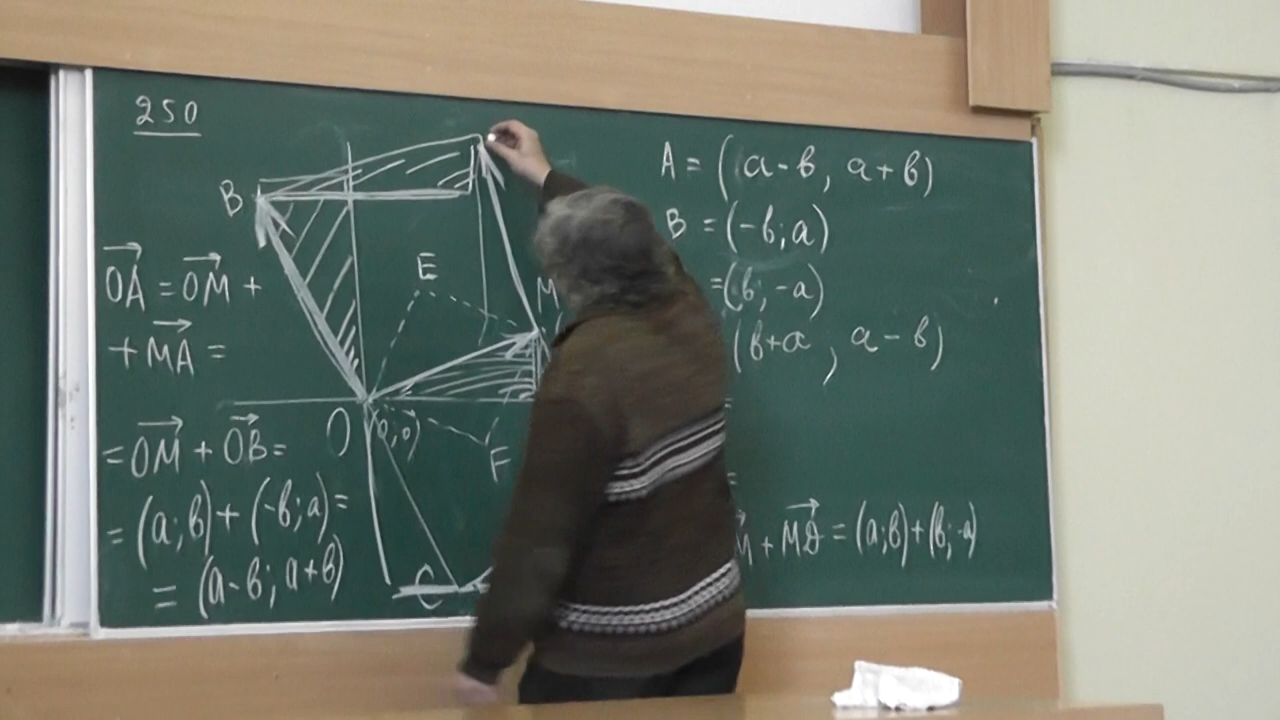 250
B
E
M
O
(0,0)
F
C
→OA = →OM +
+ →MA =
= →OM + →OB =
= (a; b) + (-b; a) =
= (a-b; a+b)
A = (a-b, a+b)
B = (-b; a)
=(b, -a)
(b+a, a-b)
=
=
M + →MD = (a;b)+(b;-a)